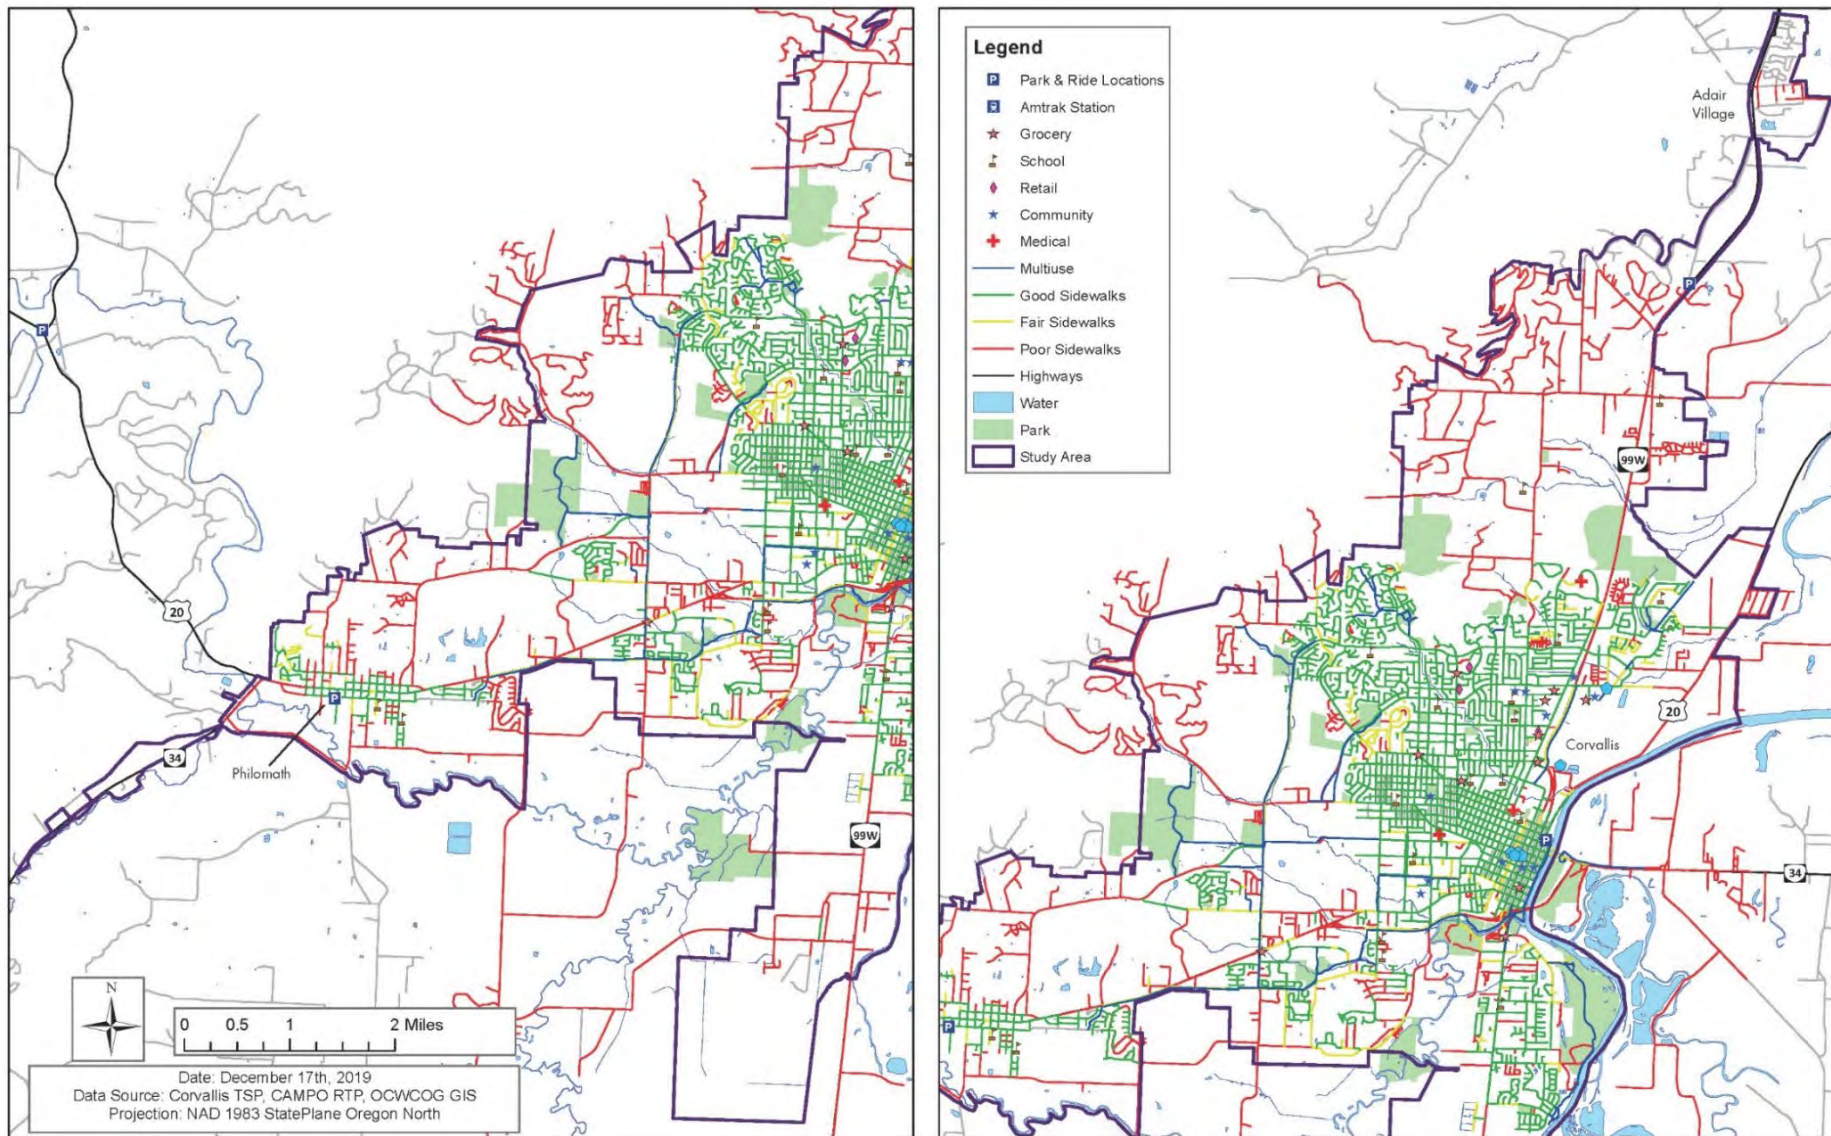 20
34
Philomath
99W
N
0 0.5 1 2 Miles
Date: December 17th, 2019
Data Source: Corvallis TSP, CAMPO RTP, OCWCOG GIS
Projection: NAD 1983 StatePlane Oregon North
Legend
P Park & Ride Locations
Amtrak Station
Grocery
School
Retail
Community
Medical
Multiuse
Good Sidewalks
Fair Sidewalks
Poor Sidewalks
Highways
Water
Park
Study Area
Adair
Village
P
99W
20
Corvallis
P
34
P
P
P